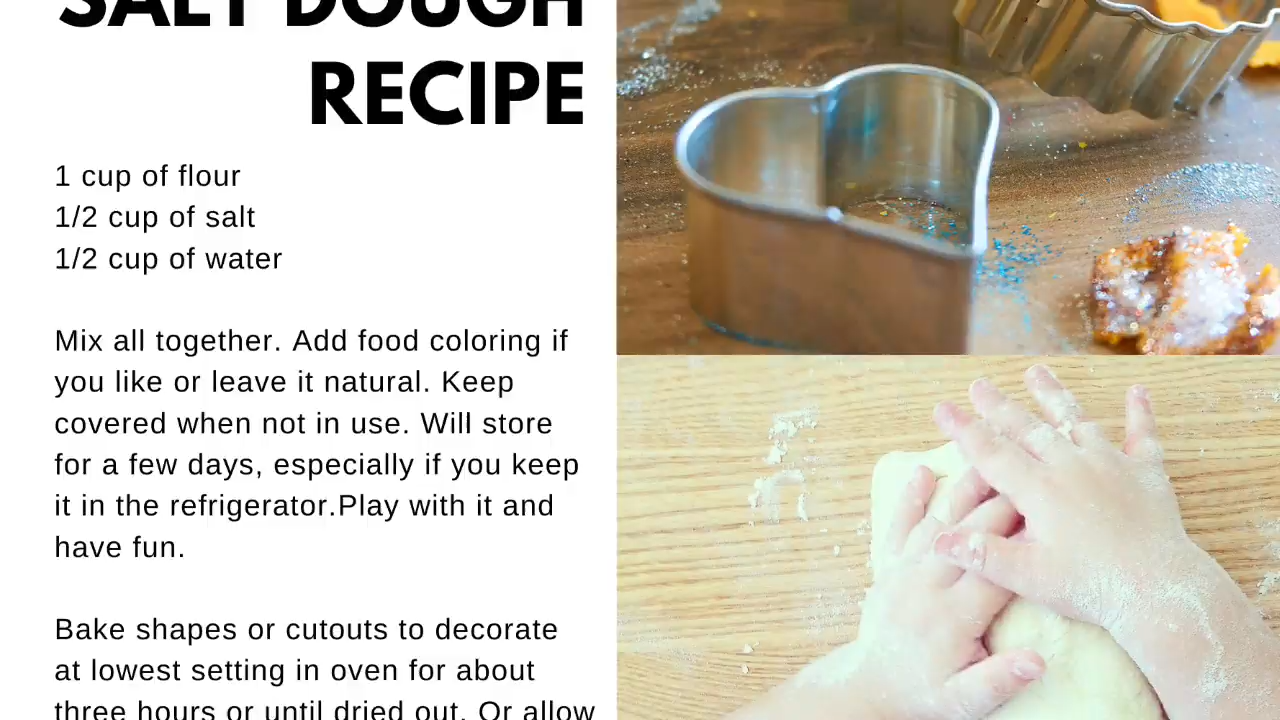 SALT DOUGH
RECIPE
1 cup of flour
1/2 cup of salt
1/2 cup of water
Mix all together. Add food coloring if
you like or leave it natural. Keep
covered when not in use. Will store
for a few days, especially if you keep
it in the refrigerator.Play with it and
have fun.
Bake shapes or cutouts to decorate
at lowest setting in oven for about
three hours or until dried out. Or allow